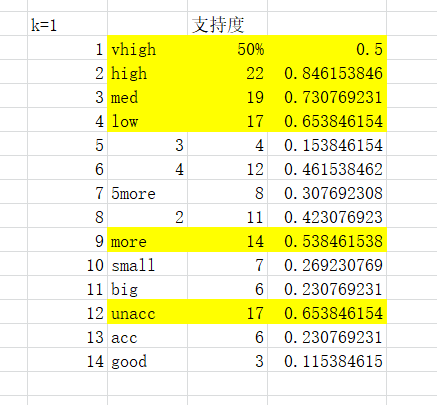 k=1 支持度
1 vhigh 50% 0.5
2 high 22 0.846153846
3 med 19 0.730769231
4 low 17 0.653846154
5 3 4 0.153846154
6 4 12 0.461538462
7 5more 8 0.307692308
8 2 11 0.423076923
9 more 14 0.538461538
10 small 7 0.269230769
11 big 6 0.230769231
12 unacc 17 0.653846154
13 acc 6 0.230769231
14 good 3 0.115384615